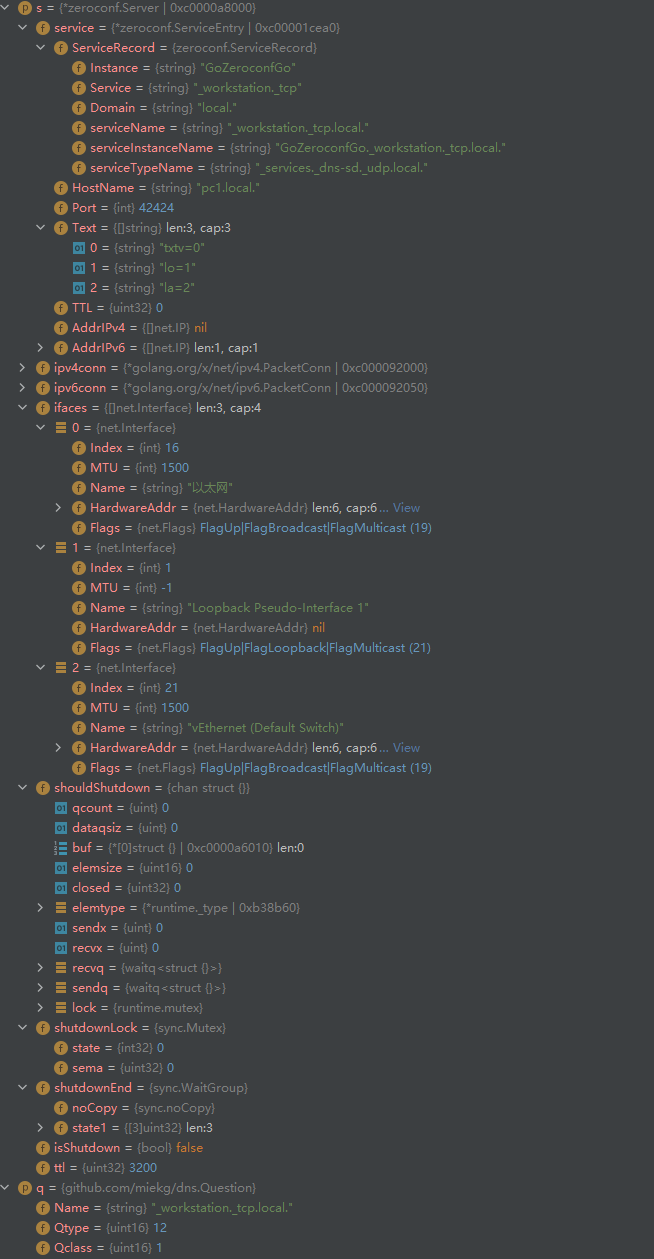 s = {*zeroconf.Server | 0xc0000a8000}
service = {*zeroconf.ServiceEntry | 0xc00001cea0}
ServiceRecord = {zeroconf.ServiceRecord}
Instance = {string} "GoZeroconfGo"
Service = {string} "_workstation._tcp"
Domain = {string} "local."
serviceName = {string} "_workstation._tcp.local."
serviceInstanceName = {string} "GoZeroconfGo._workstation._tcp.local."
serviceTypeName = {string} "_services._dns-sd._udp.local."
HostName = {string} "pc1.local."
Port = {int} 42424
Text = {[]string} len:3, cap:3
0 = {string} "txtv=0"
1 = {string} "lo=1"
2 = {string} "la=2"
TTL = {uint32} 0
AddrIPv4 = {[]net.IP} nil
AddrIPv6 = {[]net.IP} len:1, cap:1
ipv4conn = {*golang.org/x/net/ipv4.PacketConn | 0xc000092000}
ipv6conn = {*golang.org/x/net/ipv6.PacketConn | 0xc000092050}
ifaces = {[]net.Interface} len:3, cap:4
0 = {net.Interface}
Index = {int} 16
MTU = {int} 1500
Name = {string} "以太网"
HardwareAddr = {net.HardwareAddr} len:6, cap:6... View
Flags = {net.Flags} FlagUp|FlagBroadcast|FlagMulticast (19)
1 = {net.Interface}
Index = {int} 1
MTU = {int} -1
Name = {string} "Loopback Pseudo-Interface 1"
HardwareAddr = {net.HardwareAddr} nil
Flags = {net.Flags} FlagUp|FlagLoopback|FlagMulticast (21)
2 = {net.Interface}
Index = {int} 21
MTU = {int} 1500
Name = {string} "vEthernet (Default Switch)"
HardwareAddr = {net.HardwareAddr} len:6, cap:6... View
Flags = {net.Flags} FlagUp|FlagBroadcast|FlagMulticast (19)
shouldShutdown = {chan struct {}}
qcount = {uint} 0
dataqsiz = {uint} 0
buf = {*[0]struct {} | 0xc0000a6010} len:0
elemsize = {uint16} 0
closed = {uint32} 0
elemtype = {*runtime._type | 0xb38b60}
sendx = {uint} 0
recvx = {uint} 0
recvq = {waitq<struct {}>}
sendq = {waitq<struct {}>}
lock = {runtime.mutex}
shutdownLock = {sync.Mutex}
state = {int32} 0
sema = {uint32} 0
shutdownEnd = {sync.WaitGroup}
noCopy = {sync.noCopy}
state1 = {[3]uint32} len:3
isShutdown = {bool} false
ttl = {uint32} 3200
q = {github.com/miekg/dns.Question}
Name = {string} "_workstation._tcp.local."
Qtype = {uint16} 12
Qclass = {uint16} 1